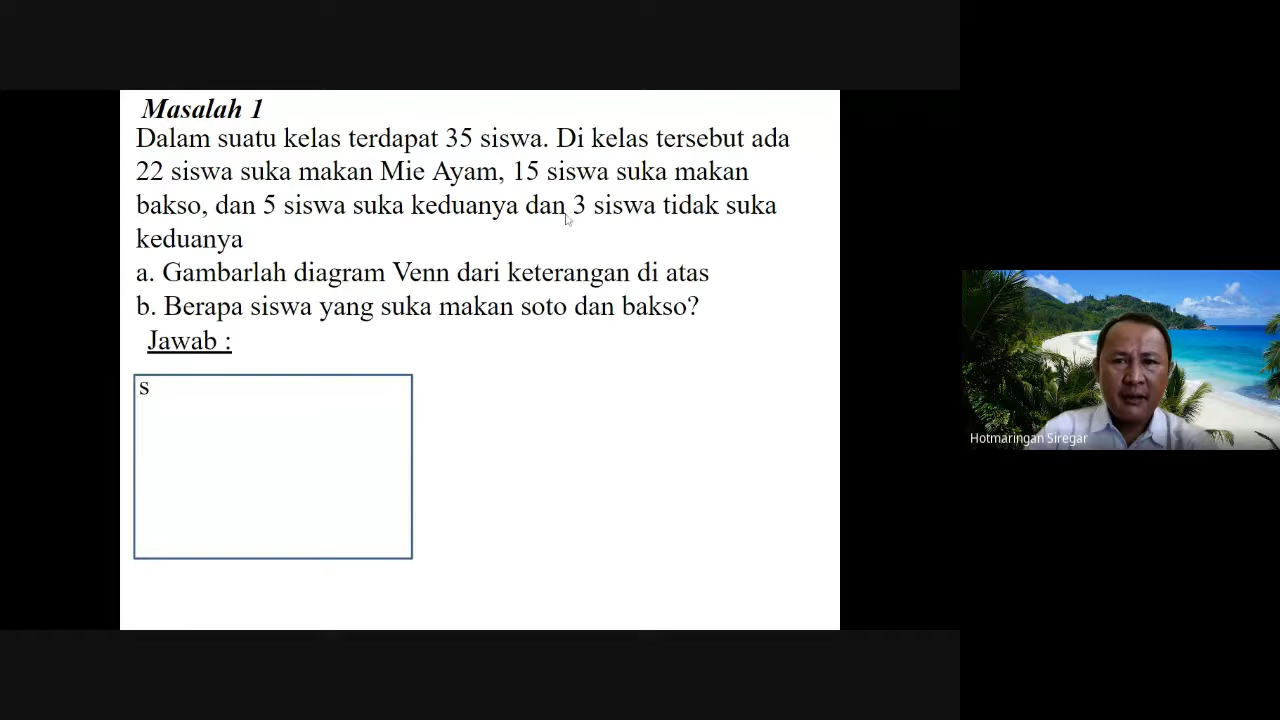 Masalah 1
Dalam suatu kelas terdapat 35 siswa. Di kelas tersebut ada
22 siswa suka makan Mie Ayam, 15 siswa suka makan
bakso, dan 5 siswa suka keduanya dan 3 siswa tidak suka
keduanya
a. Gambarlah diagram Venn dari keterangan di atas
b. Berapa siswa yang suka makan soto dan bakso?
Jawab :
s
Hotmaringan Siregar